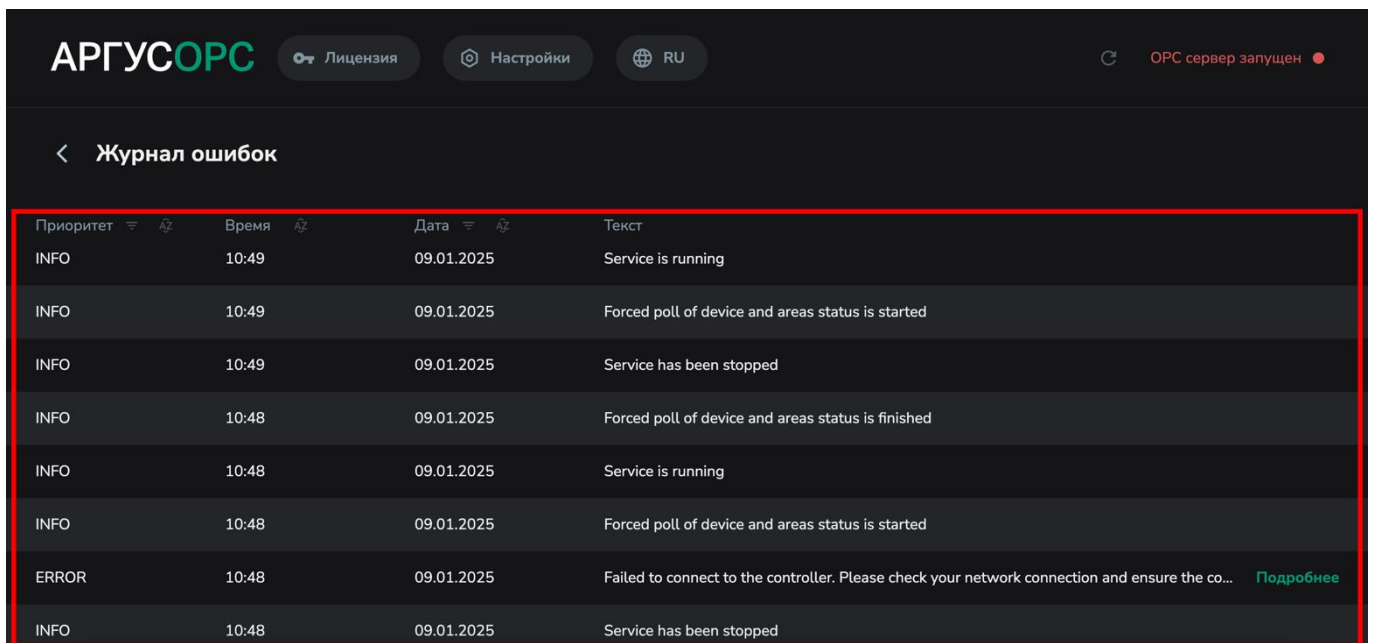 АРГУСОРС Лицензия Настройки RU ОРС сервер запущен
Журнал ошибок
Приоритет Время Дата Текст
INFO 10:49 09.01.2025 Service is running
INFO 10:49 09.01.2025 Forced poll of device and areas status is started
INFO 10:49 09.01.2025 Service has been stopped
INFO 10:48 09.01.2025 Forced poll of device and areas status is finished
INFO 10:48 09.01.2025 Service is running
INFO 10:48 09.01.2025 Forced poll of device and areas status is started
ERROR 10:48 09.01.2025 Failed to connect to the controller. Please check your network connection and ensure the co... Подробнее
INFO 10:48 09.01.2025 Service has been stopped